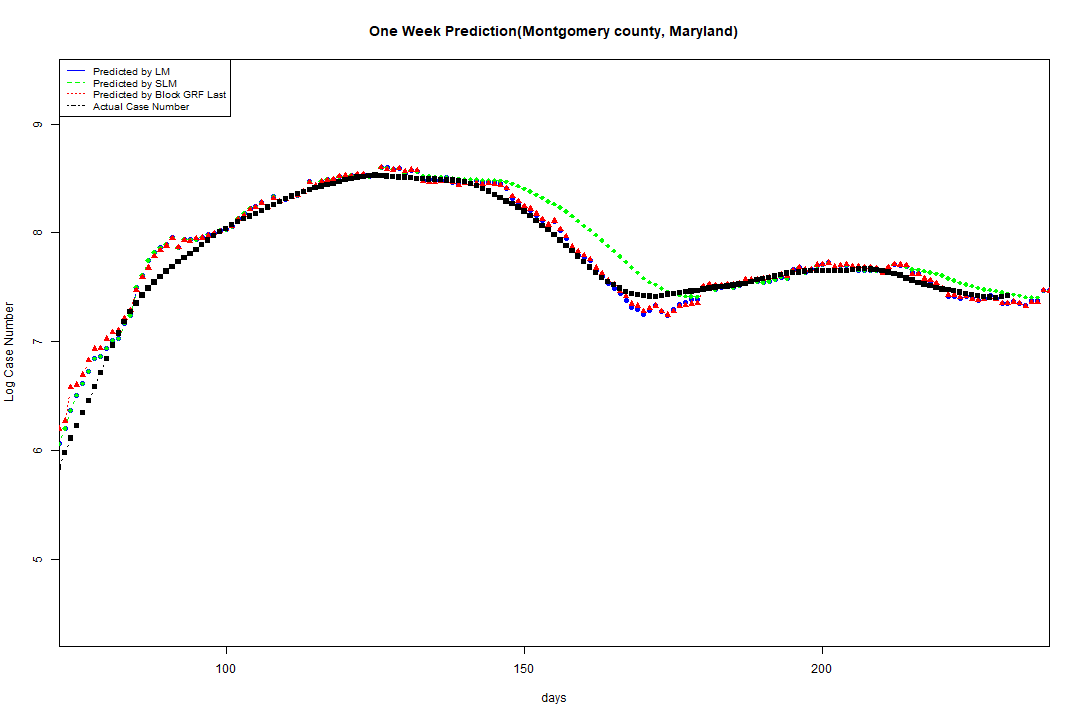 One Week Prediction(Montgomery county, Maryland)
Predicted by LM
Predicted by SLM
Predicted by Block GRF Last
Actual Case Number
9
8
7
6
5
Log Case Number
100 150 200
days